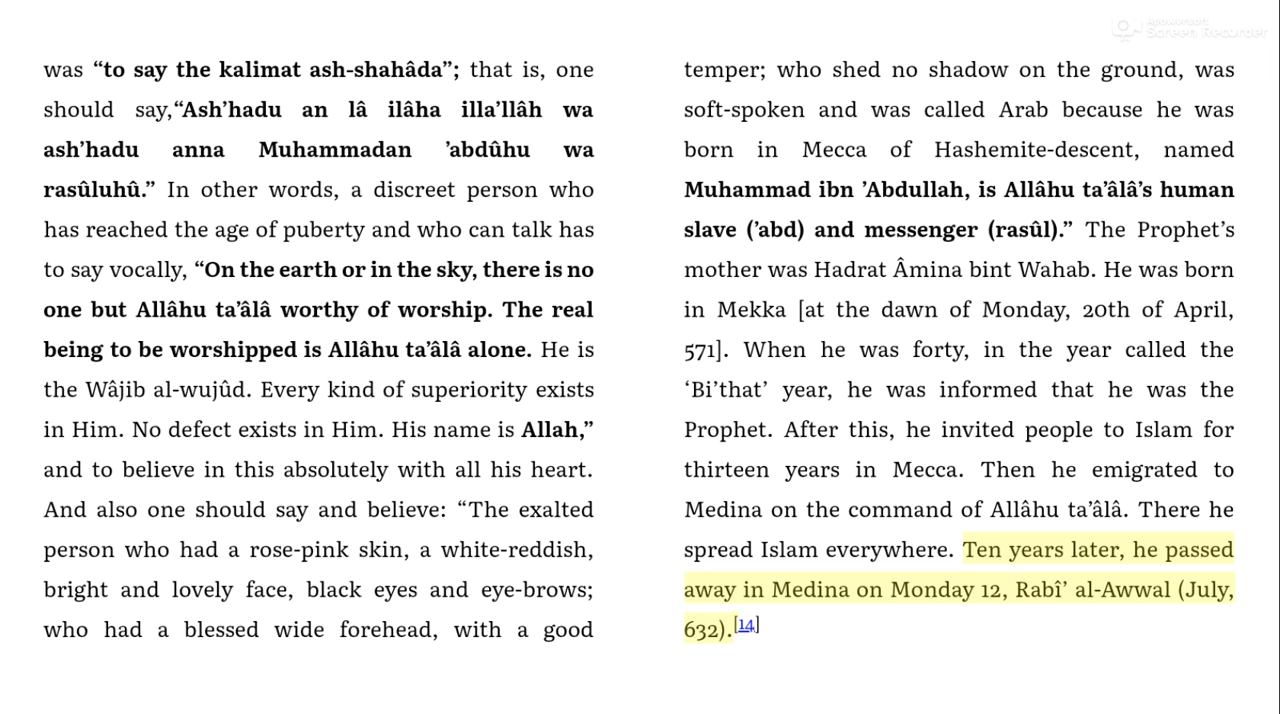 Apowersoft
Screen Recorder
was “to say the kalimat ash-shahâda”; that is, one
should say,“Ash’hadu an lâ ilâha illa’llâh wa
ash’hadu anna Muhammadan ’abdûhu wa
rasûluhû.” In other words, a discreet person who
has reached the age of puberty and who can talk has
to say vocally, “On the earth or in the sky, there is no
one but Allâhu ta’âlâ worthy of worship. The real
being to be worshipped is Allâhu ta’âlâ alone. He is
the Wâjib al-wujûd. Every kind of superiority exists
in Him. No defect exists in Him. His name is Allah,”
and to believe in this absolutely with all his heart.
And also one should say and believe: “The exalted
person who had a rose-pink skin, a white-reddish,
bright and lovely face, black eyes and eye-brows;
who had a blessed wide forehead, with a good
temper; who shed no shadow on the ground, was
soft-spoken and was called Arab because he was
born in Mecca of Hashemite-descent, named
Muhammad ibn ’Abdullah, is Allâhu ta’âlâ’s human
slave (’abd) and messenger (rasûl).” The Prophet’s
mother was Hadrat Âmina bint Wahab. He was born
in Mekka [at the dawn of Monday, 20th of April,
571]. When he was forty, in the year called the
‘Bi’that’ year, he was informed that he was the
Prophet. After this, he invited people to Islam for
thirteen years in Mecca. Then he emigrated to
Medina on the command of Allâhu ta’âlâ. There he
spread Islam everywhere. Ten years later, he passed
away in Medina on Monday 12, Rabî’ al-Awwal (July,
632).[14]